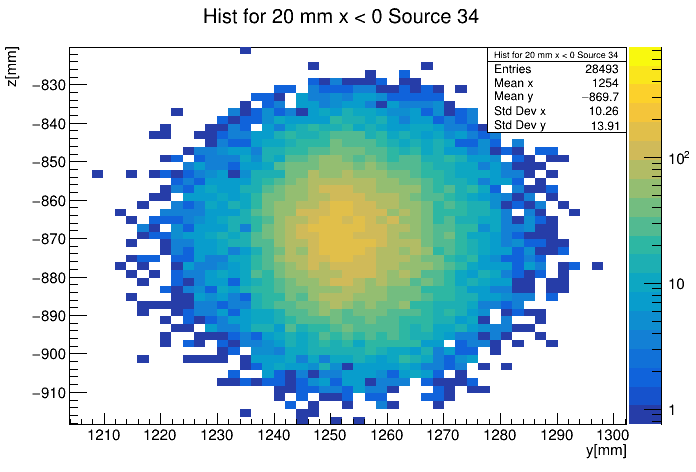 Hist for 20 mm x < 0 Source 34
z[mm]
Hist for 20 mm x < 0 Source 34
Entries 28493
Mean x 1254
Mean y −869.7
Std Dev x 10.26
Std Dev y 13.91
−830
−840
−850
−860
−870
−880
−890
−900
−910
10²
10
1
1210 1220 1230 1240 1250 1260 1270 1280 1290 1300
y[mm]